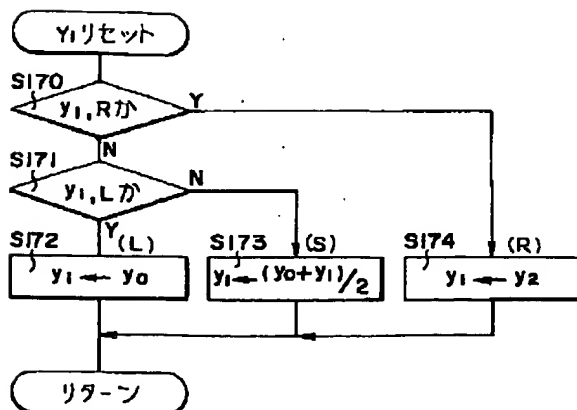 Y1リセット
S170
y1,Rか
Y
N
S171
y1,Lか
N
Y
S172
(L)
y1 ← y0
S173
(S)
y1←(y0+y1)/2
S174
(R)
y1 ← y2
リターン